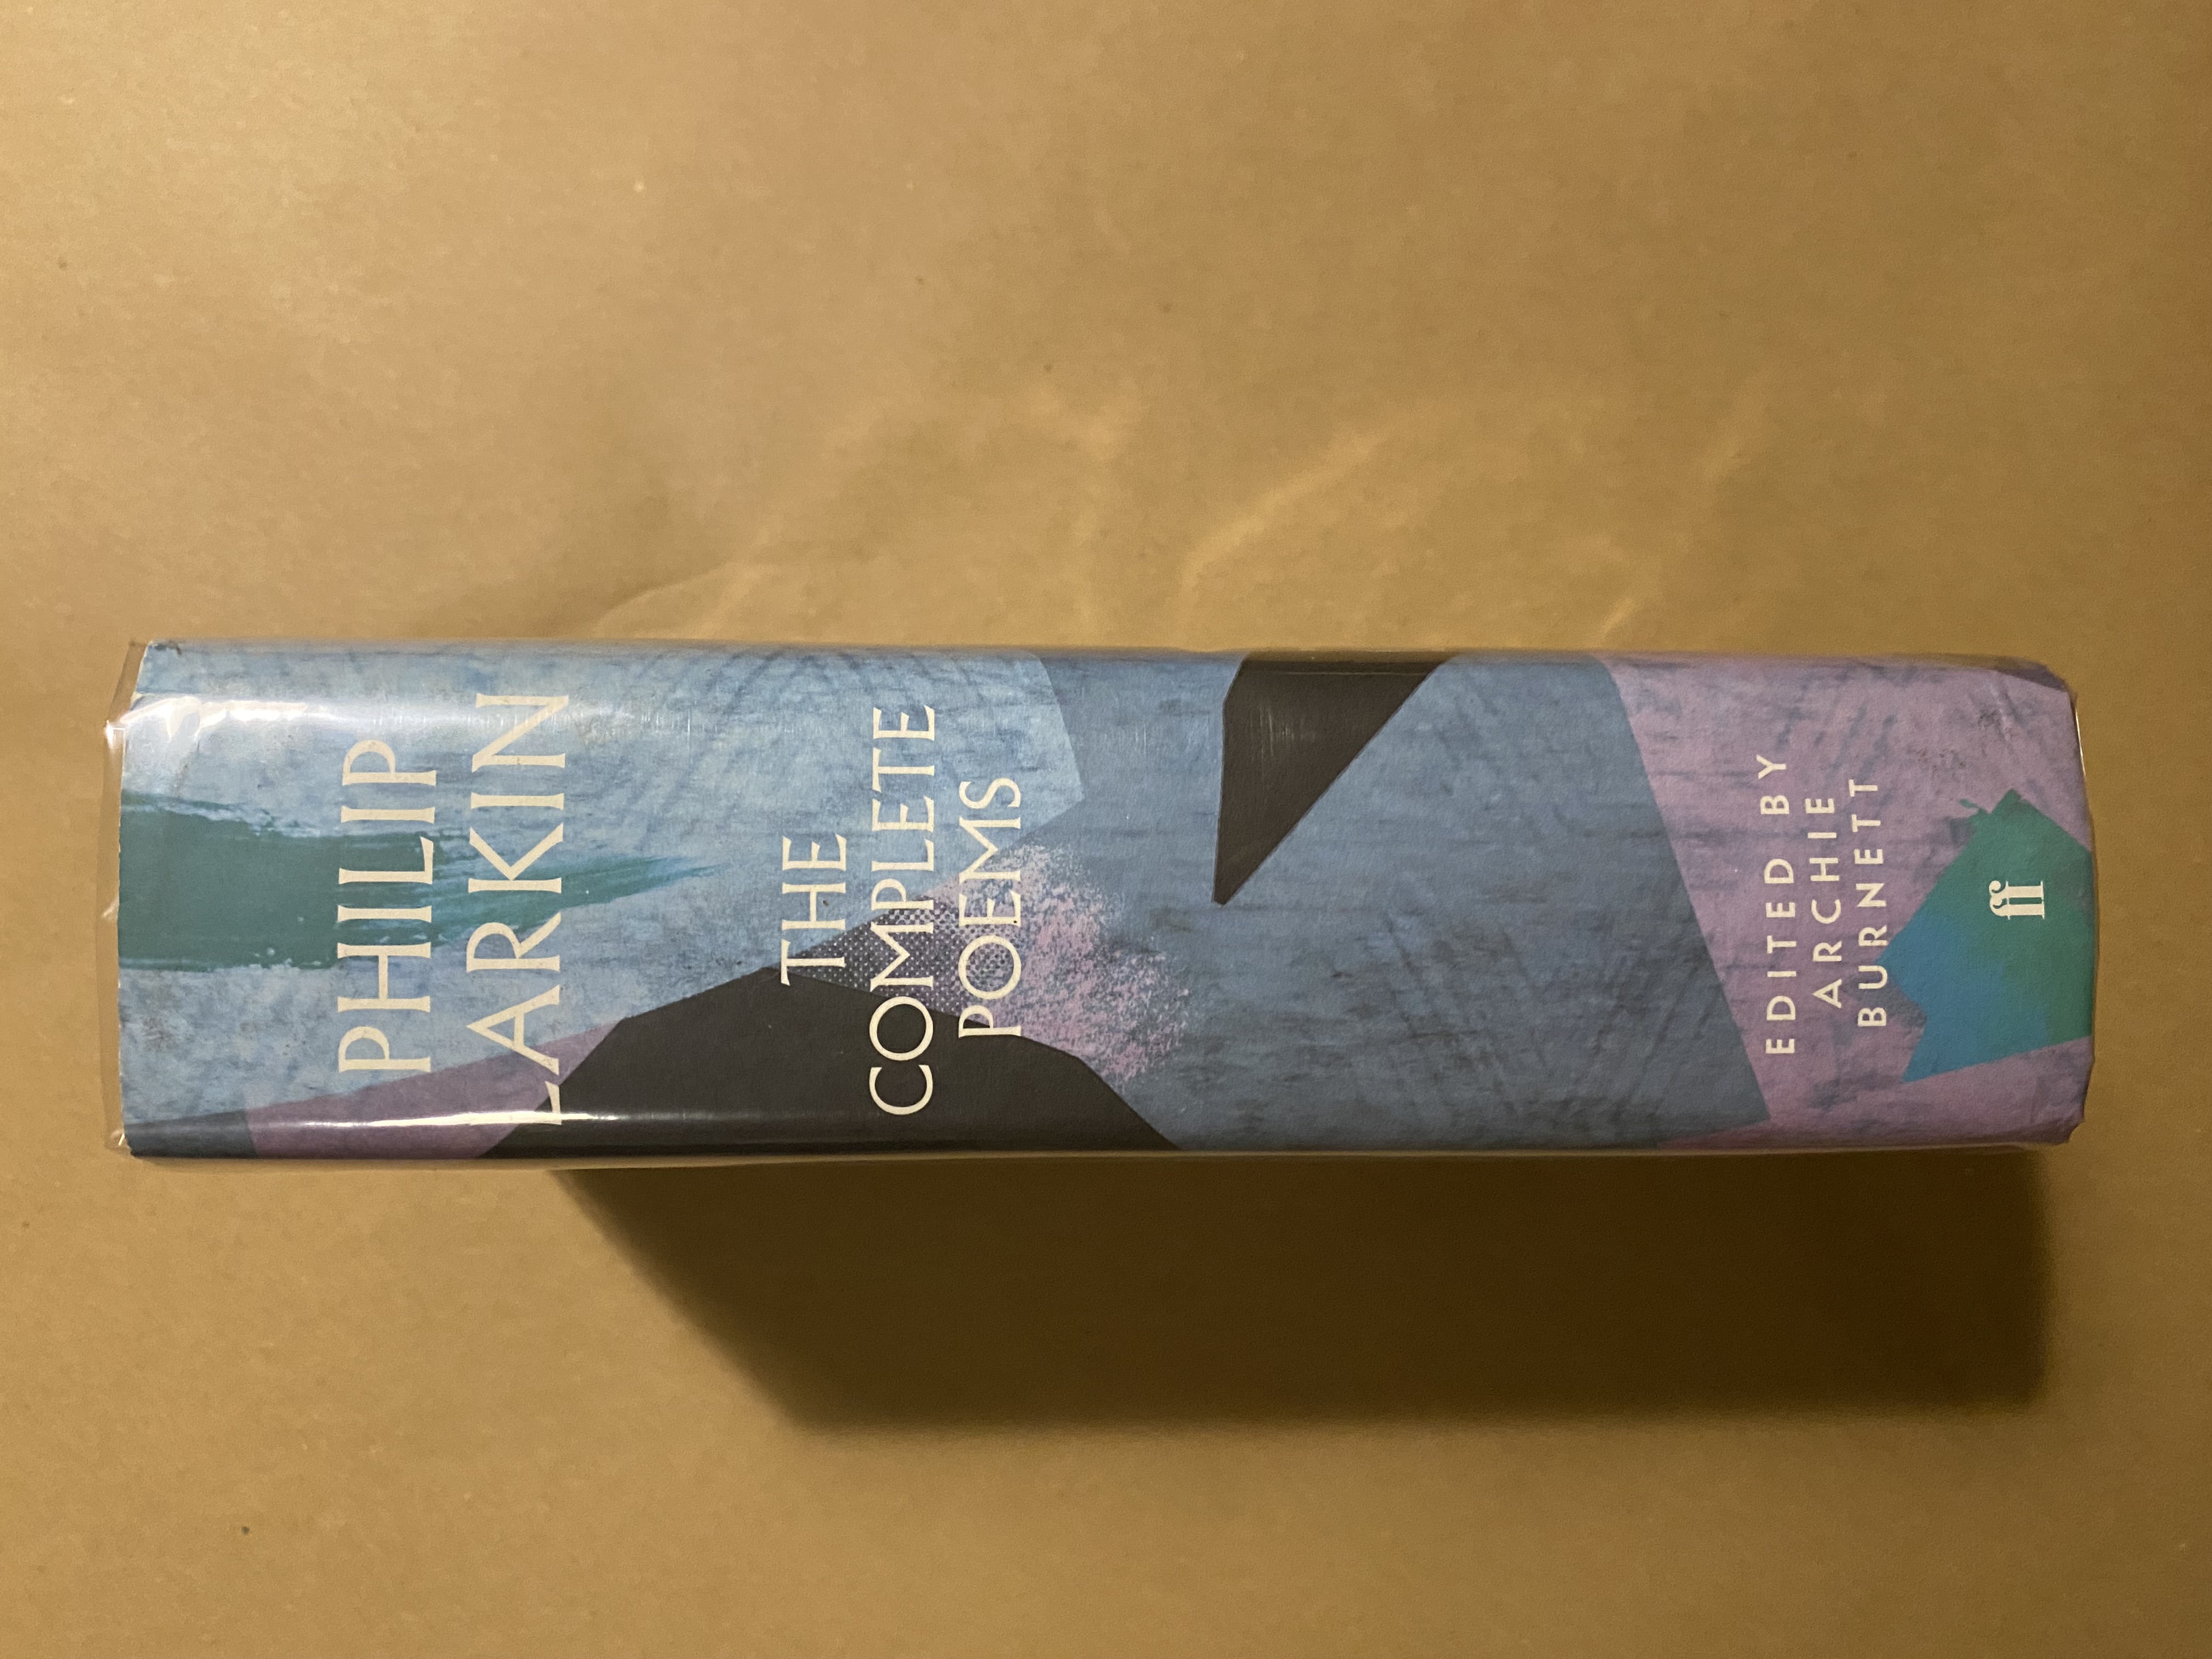 PHILIP
LARKIN
THE
COMPLETE
POEMS
EDITED BY
ARCHIE
BURNETT
ff